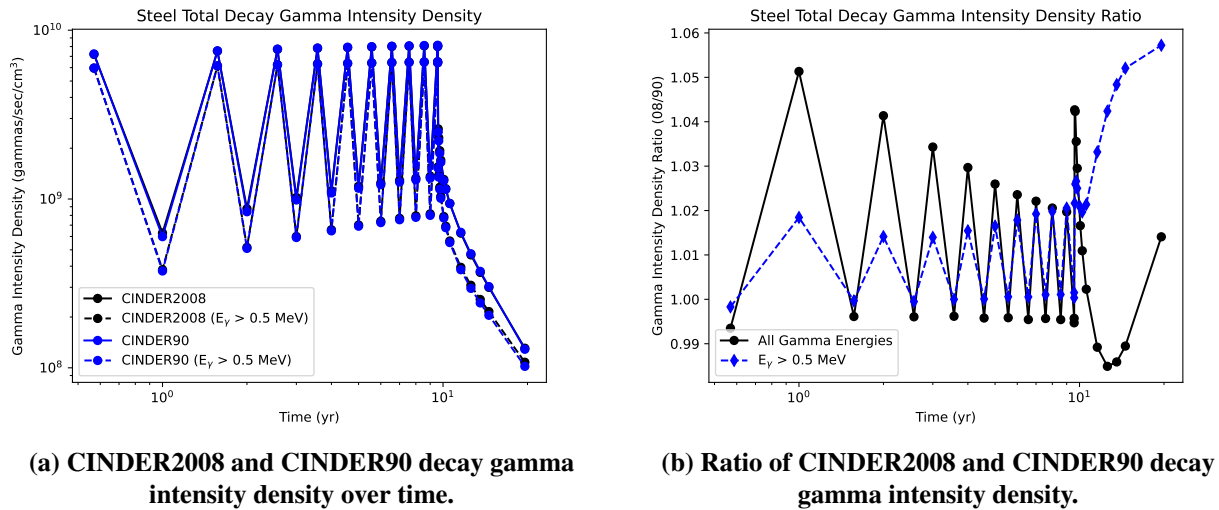 Steel Total Decay Gamma Intensity Density
10^10
10^9
10^8
Gamma Intensity Density (gammas/sec/cm^3)
CINDER2008
CINDER2008 (E_γ > 0.5 MeV)
CINDER90
CINDER90 (E_γ > 0.5 MeV)
10^0
10^1
Time (yr)
(a) CINDER2008 and CINDER90 decay gamma
intensity density over time.
Steel Total Decay Gamma Intensity Density Ratio
1.06
1.05
1.04
1.03
1.02
1.01
1.00
0.99
Gamma Intensity Density Ratio (08/90)
All Gamma Energies
E_γ > 0.5 MeV
10^0
10^1
Time (yr)
(b) Ratio of CINDER2008 and CINDER90 decay
gamma intensity density.